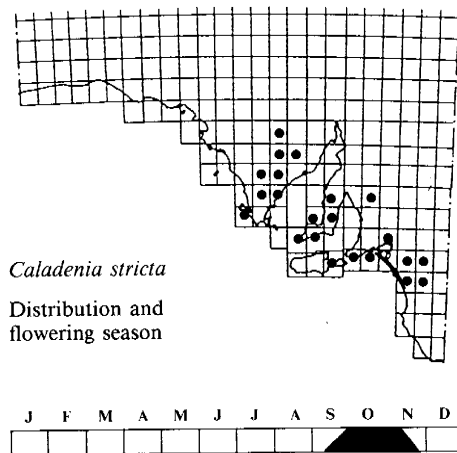 Caladenia stricta
Distribution and
flowering season
J F M A M J J A S O N D